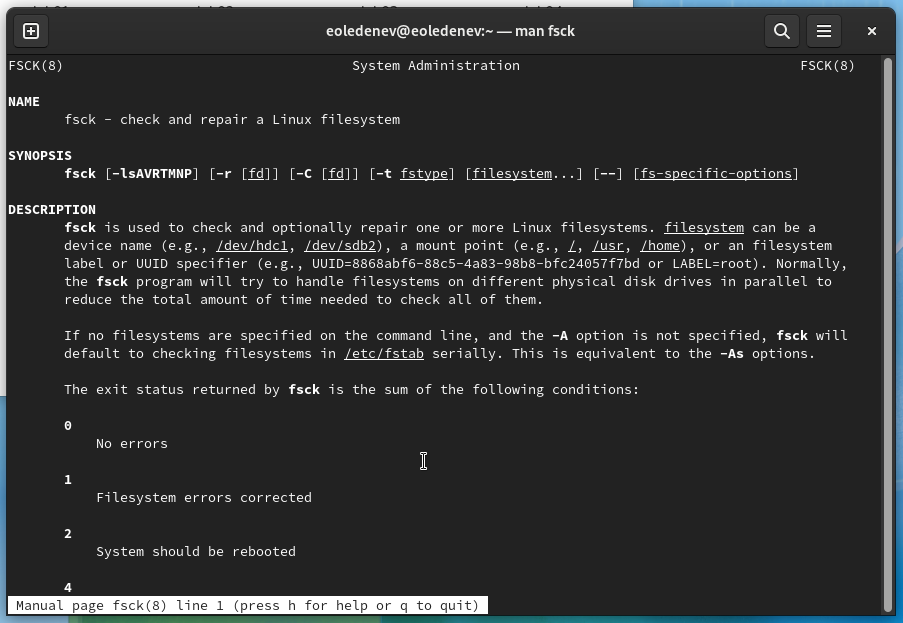 eoledenev@eoledenev:~ — man fsck
FSCK(8) System Administration FSCK(8)
NAME
fsck - check and repair a Linux filesystem
SYNOPSIS
fsck [-lsAVRTMNP] [-r [fd]] [-C [fd]] [-t fstype] [filesystem...] [--] [fs-specific-options]
DESCRIPTION
fsck is used to check and optionally repair one or more Linux filesystems. filesystem can be a
device name (e.g., /dev/hdc1, /dev/sdb2), a mount point (e.g., /, /usr, /home), or an filesystem
label or UUID specifier (e.g., UUID=8868abf6-88c5-4a83-98b8-bfc24057f7bd or LABEL=root). Normally,
the fsck program will try to handle filesystems on different physical disk drives in parallel to
reduce the total amount of time needed to check all of them.
If no filesystems are specified on the command line, and the -A option is not specified, fsck will
default to checking filesystems in /etc/fstab serially. This is equivalent to the -As options.
The exit status returned by fsck is the sum of the following conditions:
0
No errors
1
Filesystem errors corrected
2
System should be rebooted
4
Manual page fsck(8) line 1 (press h for help or q to quit)